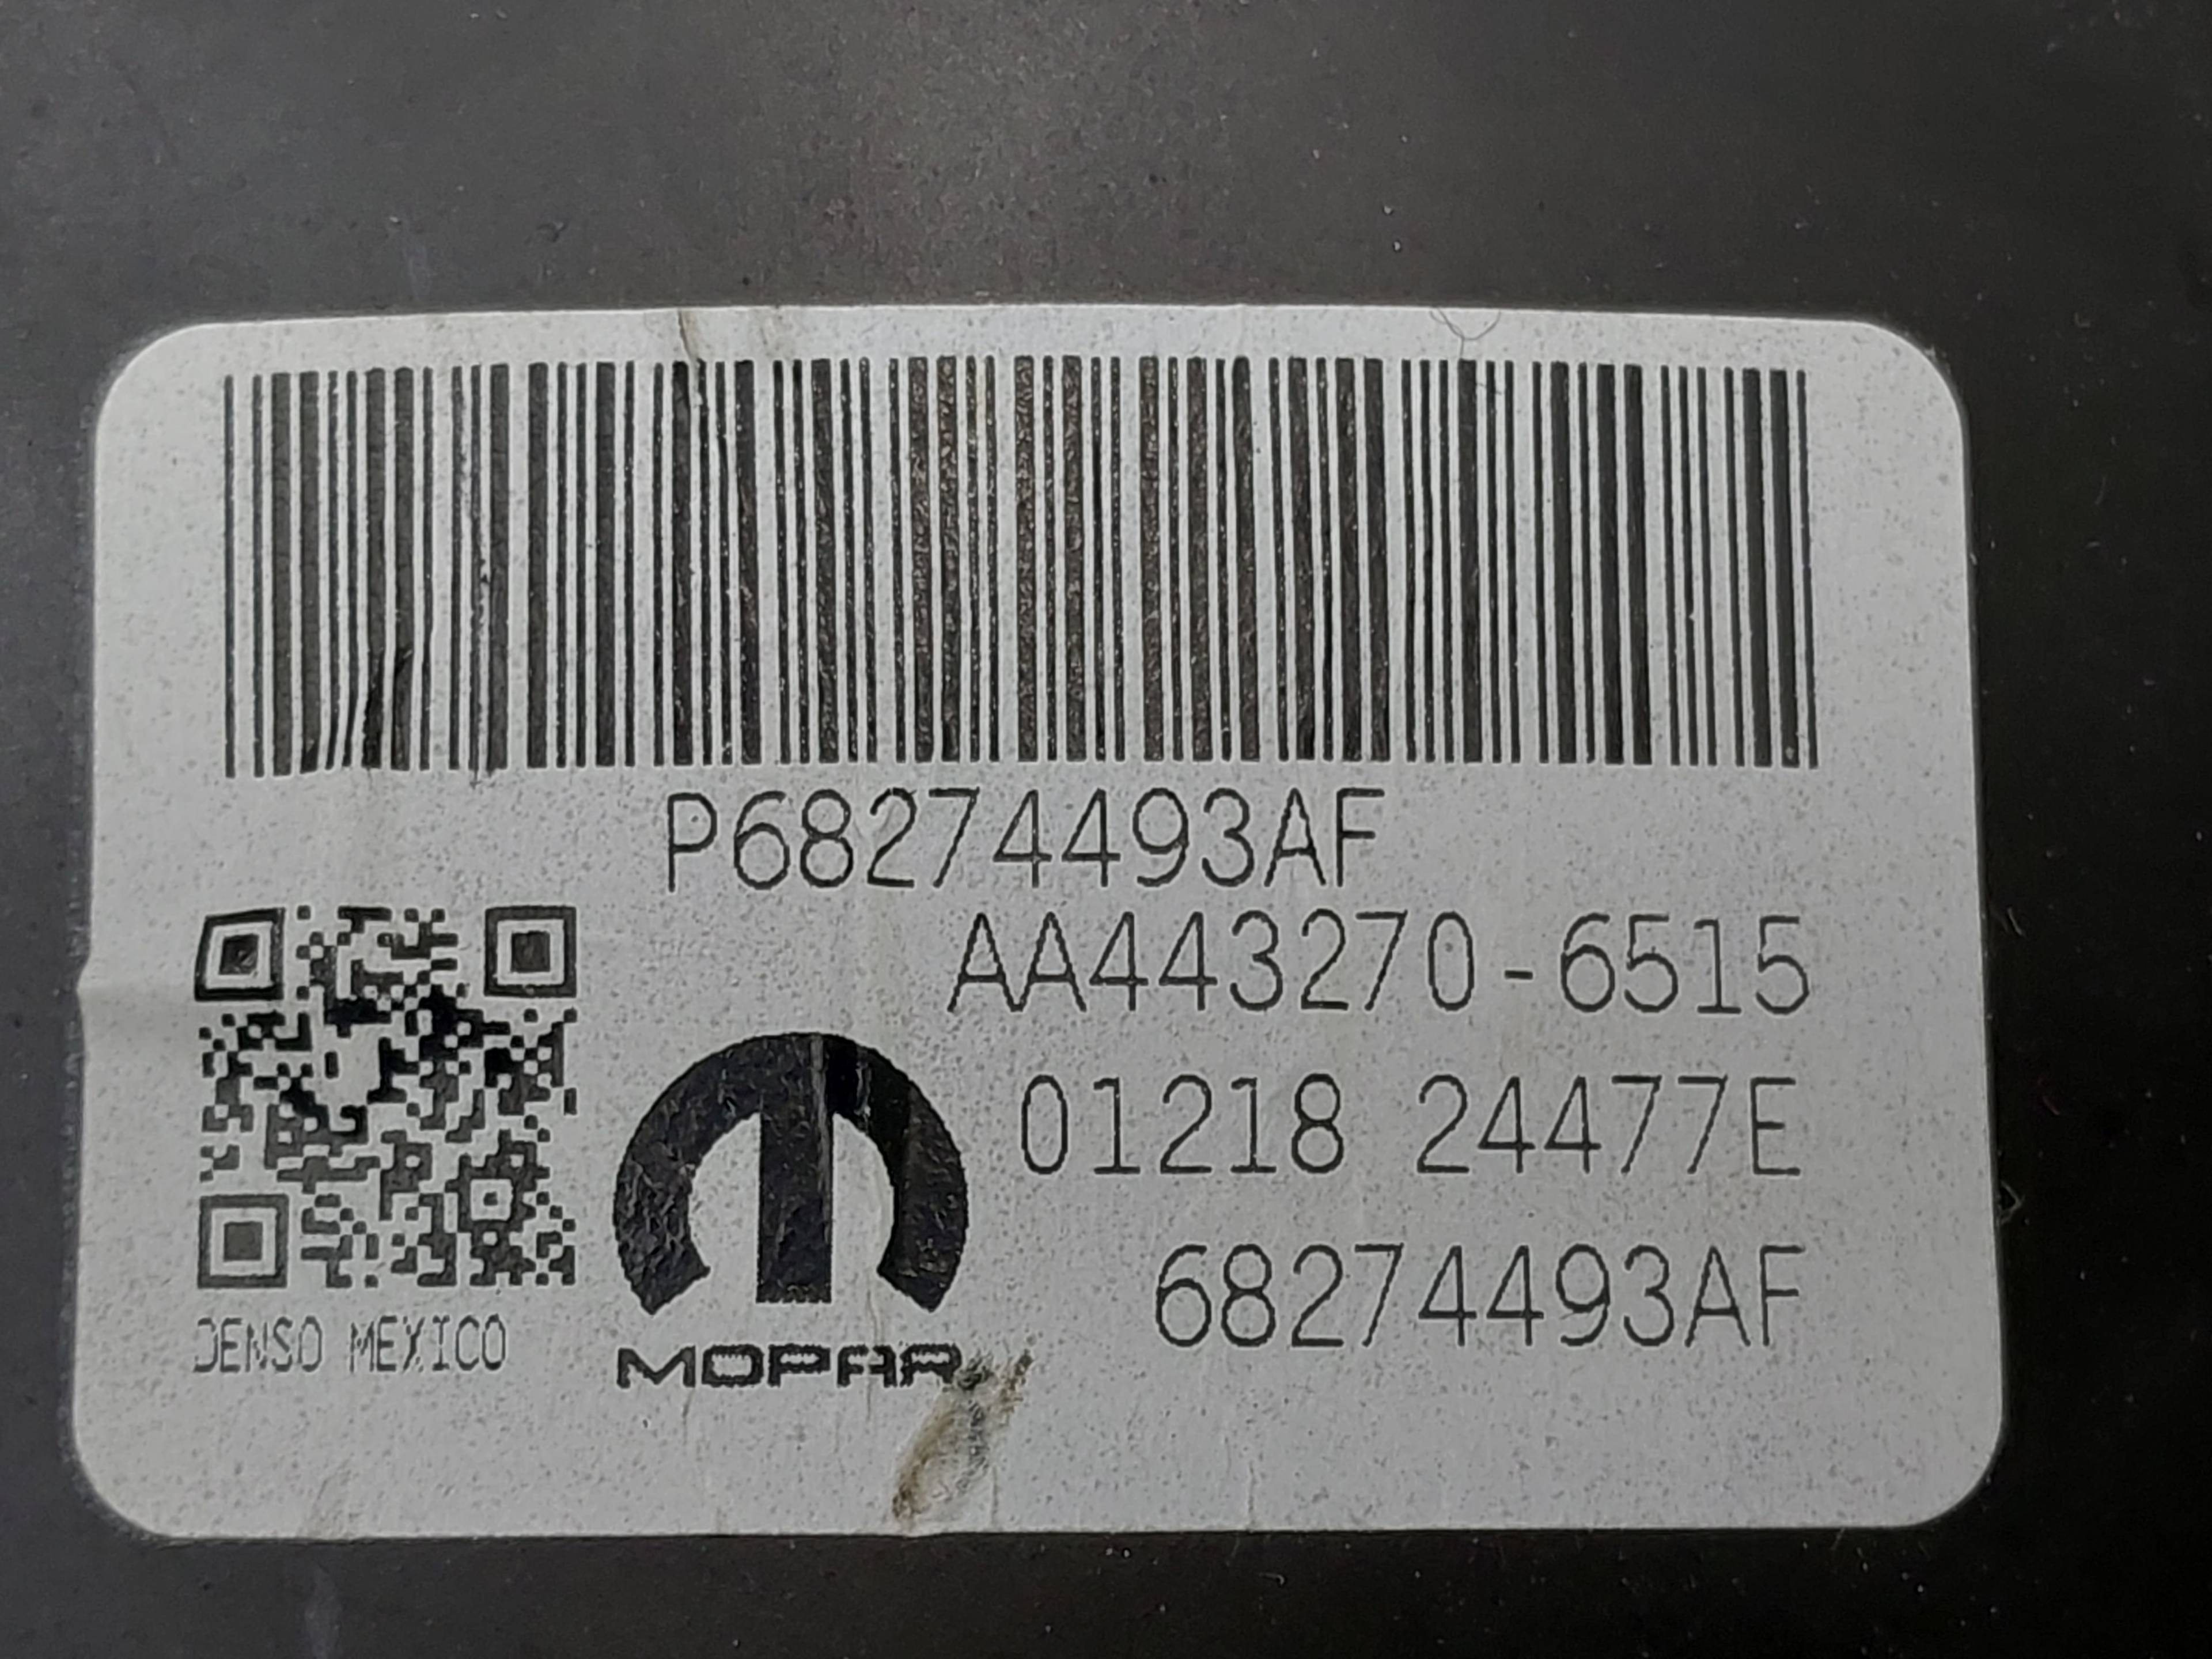 P68274493AF
AA443270-6515
01218 24477E
68274493AF
DENSO MEXICO
MOPAR